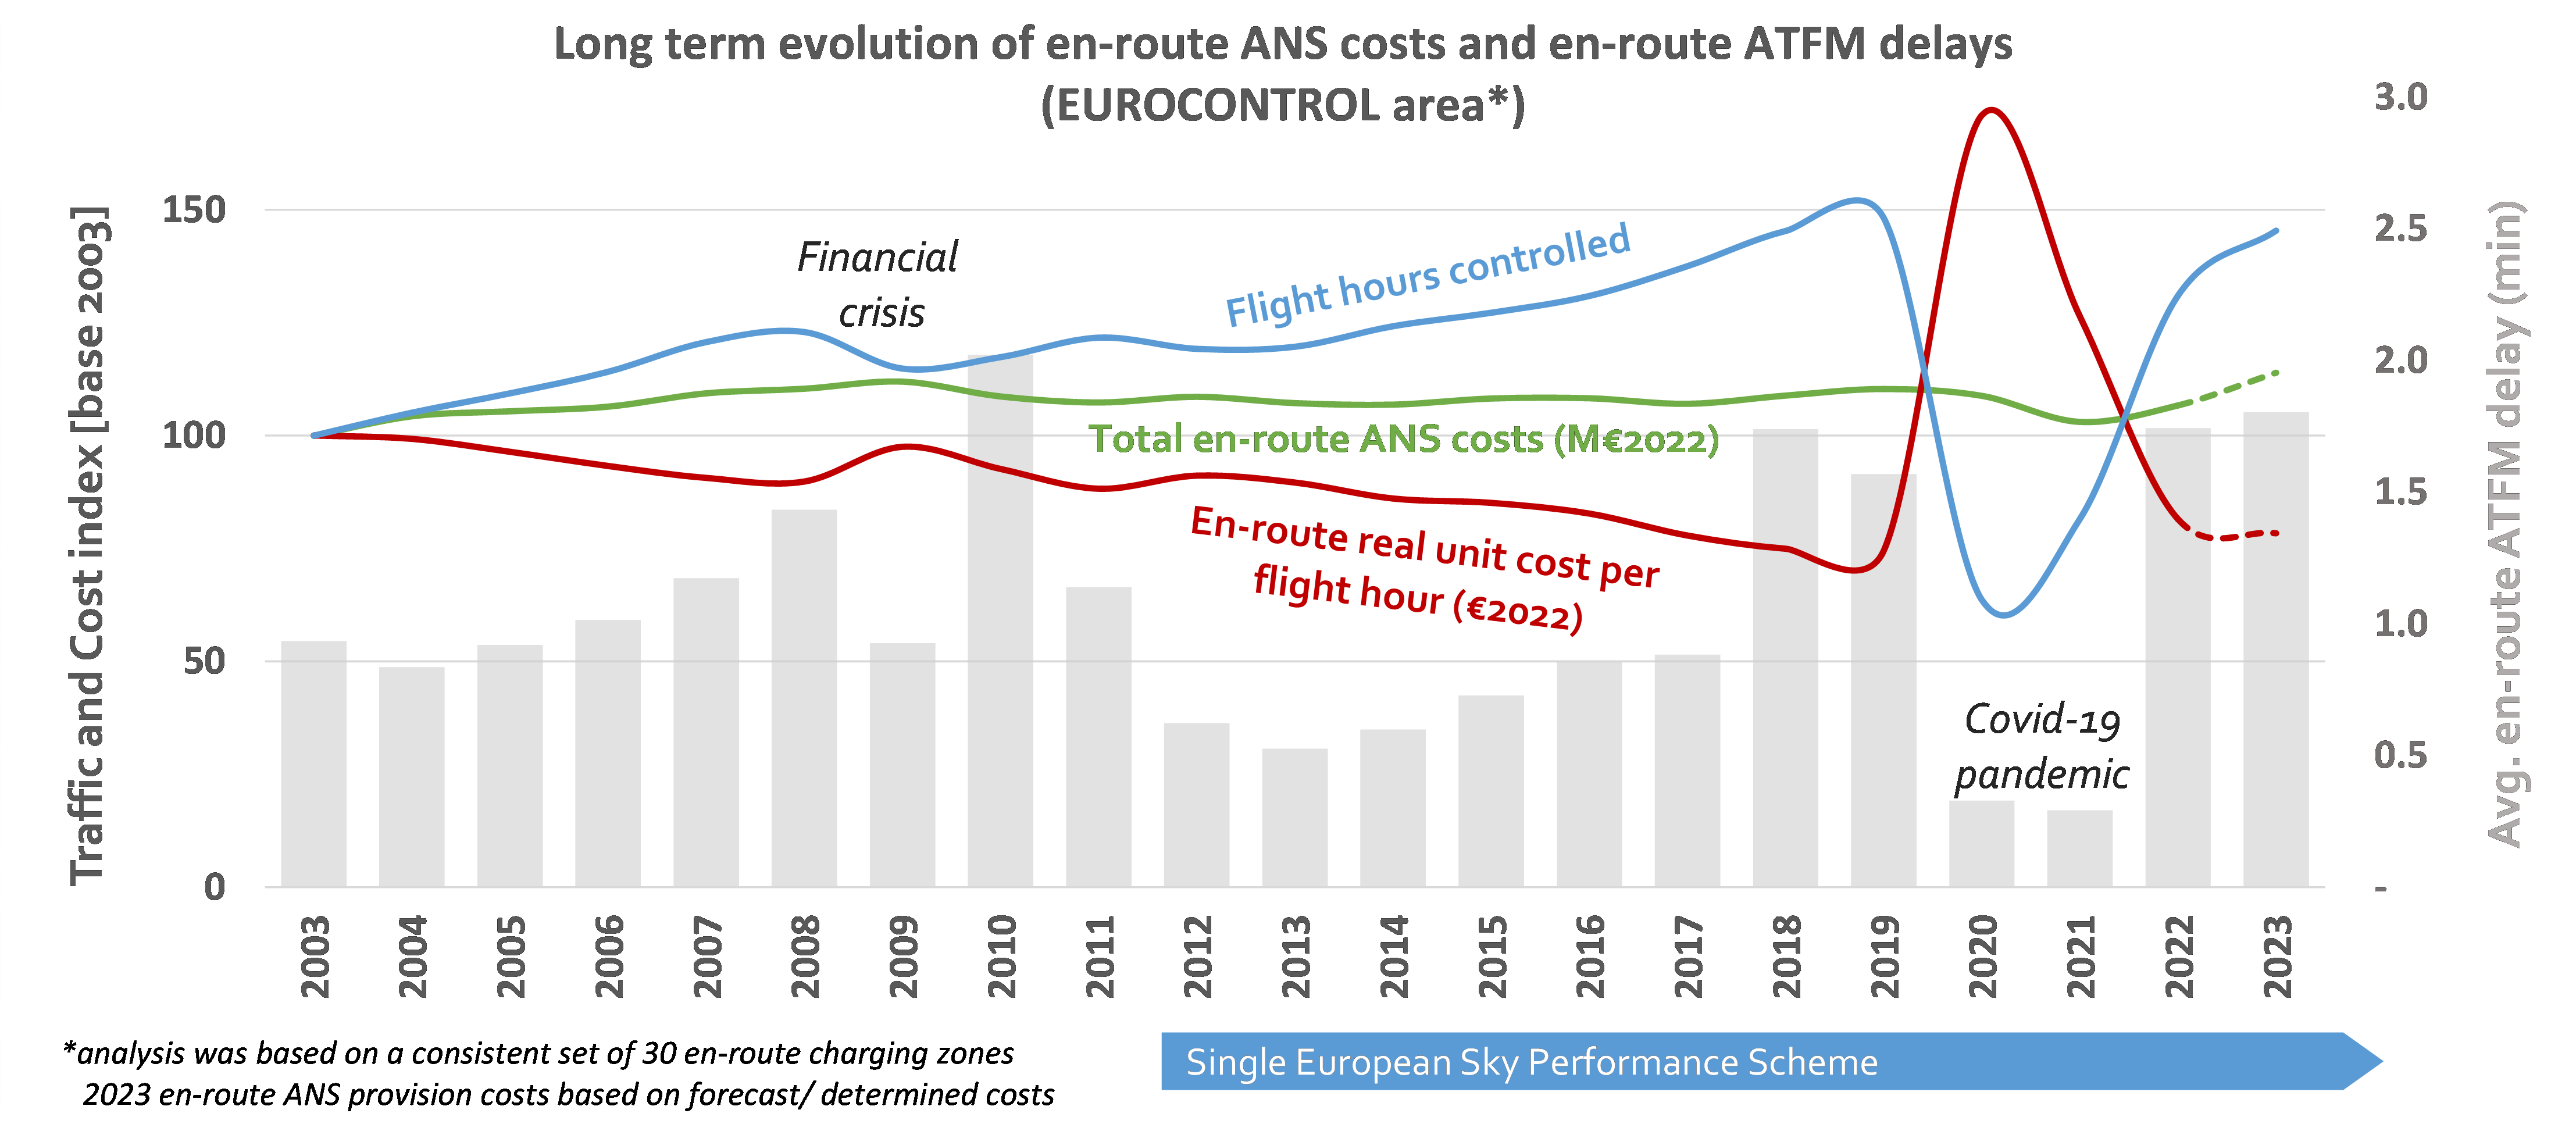 Long term evolution of en-route ANS costs and en-route ATFM delays
(EUROCONTROL area*)
Traffic and Cost index [base 2003]
150
100
50
0
3.0
2.5
2.0
1.5
1.0
0.5
-
Avg. en-route ATFM delay (min)
Financial
crisis
Flight hours controlled
Total en-route ANS costs (M€2022)
En-route real unit cost per
flight hour (€2022)
Covid-19
pandemic
2003
2004
2005
2006
2007
2008
2009
2010
2011
2012
2013
2014
2015
2016
2017
2018
2019
2020
2021
2022
2023
*analysis was based on a consistent set of 30 en-route charging zones
2023 en-route ANS provision costs based on forecast/ determined costs
Single European Sky Performance Scheme